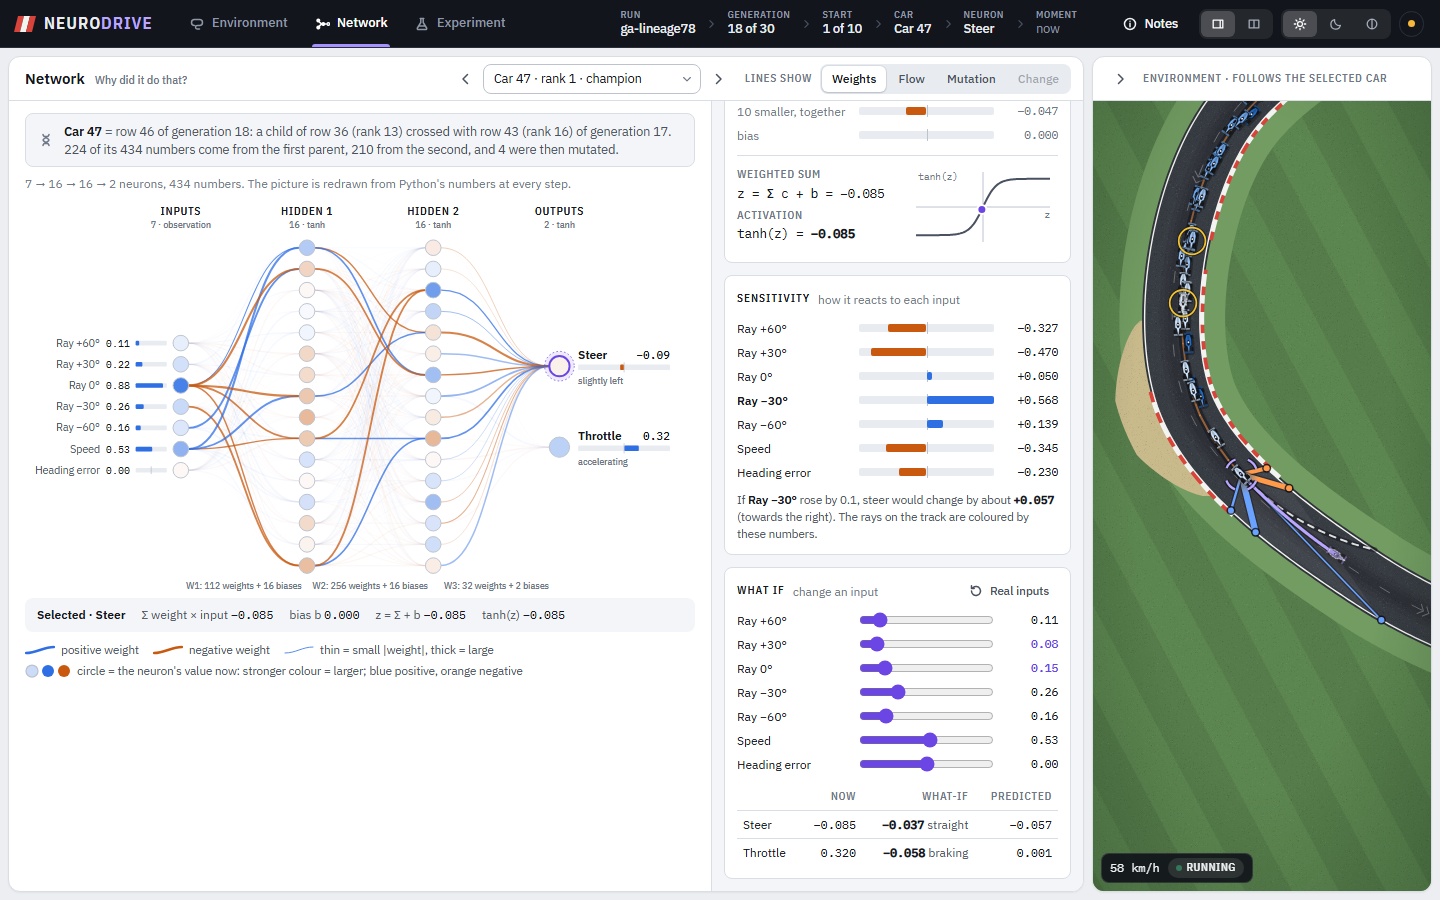 NEURODRIVE
Environment
Network
Experiment
RUN
ga-lineage78
GENERATION
18 of 30
START
1 of 10
CAR
Car 47
NEURON
Steer
MOMENT
now
Notes
Network Why did it do that?
Car 47 · rank 1 · champion
LINES SHOW Weights Flow Mutation Change
ENVIRONMENT · FOLLOWS THE SELECTED CAR
Car 47 = row 46 of generation 18: a child of row 36 (rank 13) crossed with row 43 (rank 16) of generation 17.
224 of its 434 numbers come from the first parent, 210 from the second, and 4 were then mutated.
7 → 16 → 16 → 2 neurons, 434 numbers. The picture is redrawn from Python's numbers at every step.
INPUTS HIDDEN 1 HIDDEN 2 OUTPUTS
7 · observation 16 · tanh 16 · tanh 2 · tanh
Ray +60° 0.11
Ray +30° 0.22
Ray 0° 0.88
Ray −30° 0.26
Ray −60° 0.16
Speed 0.53
Heading error 0.00
Steer −0.09
slightly left
Throttle 0.32
accelerating
W1: 112 weights + 16 biases W2: 256 weights + 16 biases W3: 32 weights + 2 biases
Selected · Steer Σ weight × input −0.085 bias b 0.000 z = Σ + b −0.085 tanh(z) −0.085
positive weight negative weight thin = small |weight|, thick = large
circle = the neuron's value now: stronger colour = larger; blue positive, orange negative
10 smaller, together −0.047
bias 0.000
WEIGHTED SUM
z = Σ c + b = −0.085
ACTIVATION
tanh(z) = −0.085
tanh(z)
z
SENSITIVITY how it reacts to each input
Ray +60° −0.327
Ray +30° −0.470
Ray 0° +0.050
Ray −30° +0.568
Ray −60° +0.139
Speed −0.345
Heading error −0.230
If Ray −30° rose by 0.1, steer would change by about +0.057
(towards the right). The rays on the track are coloured by
these numbers.
WHAT IF change an input Real inputs
Ray +60° 0.11
Ray +30° 0.08
Ray 0° 0.15
Ray −30° 0.26
Ray −60° 0.16
Speed 0.53
Heading error 0.00
NOW WHAT-IF PREDICTED
Steer −0.085 −0.037 straight −0.057
Throttle 0.320 −0.058 braking 0.001
58 km/h RUNNING